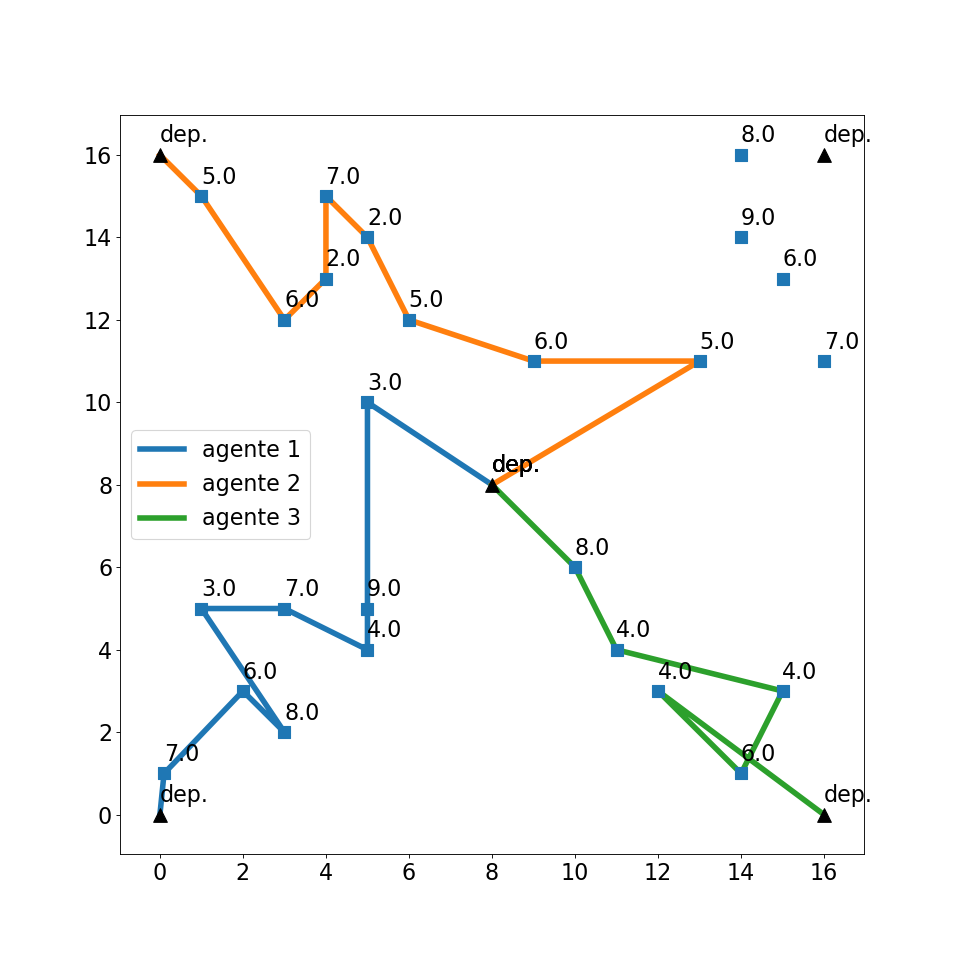 dep. 8.0 dep.
16
5.0 7.0
2.0 9.0
14
2.0 6.0
6.0 5.0
12
6.0 5.0 7.0
3.0
10
agente 1
agente 2
agente 3
dep.
dep.
8
8.0
6
3.0 7.0 9.0
4.0 4.0
4
6.0 4.0 4.0
8.0
2
7.0 6.0
dep. dep.
0
0 2 4 6 8 10 12 14 16